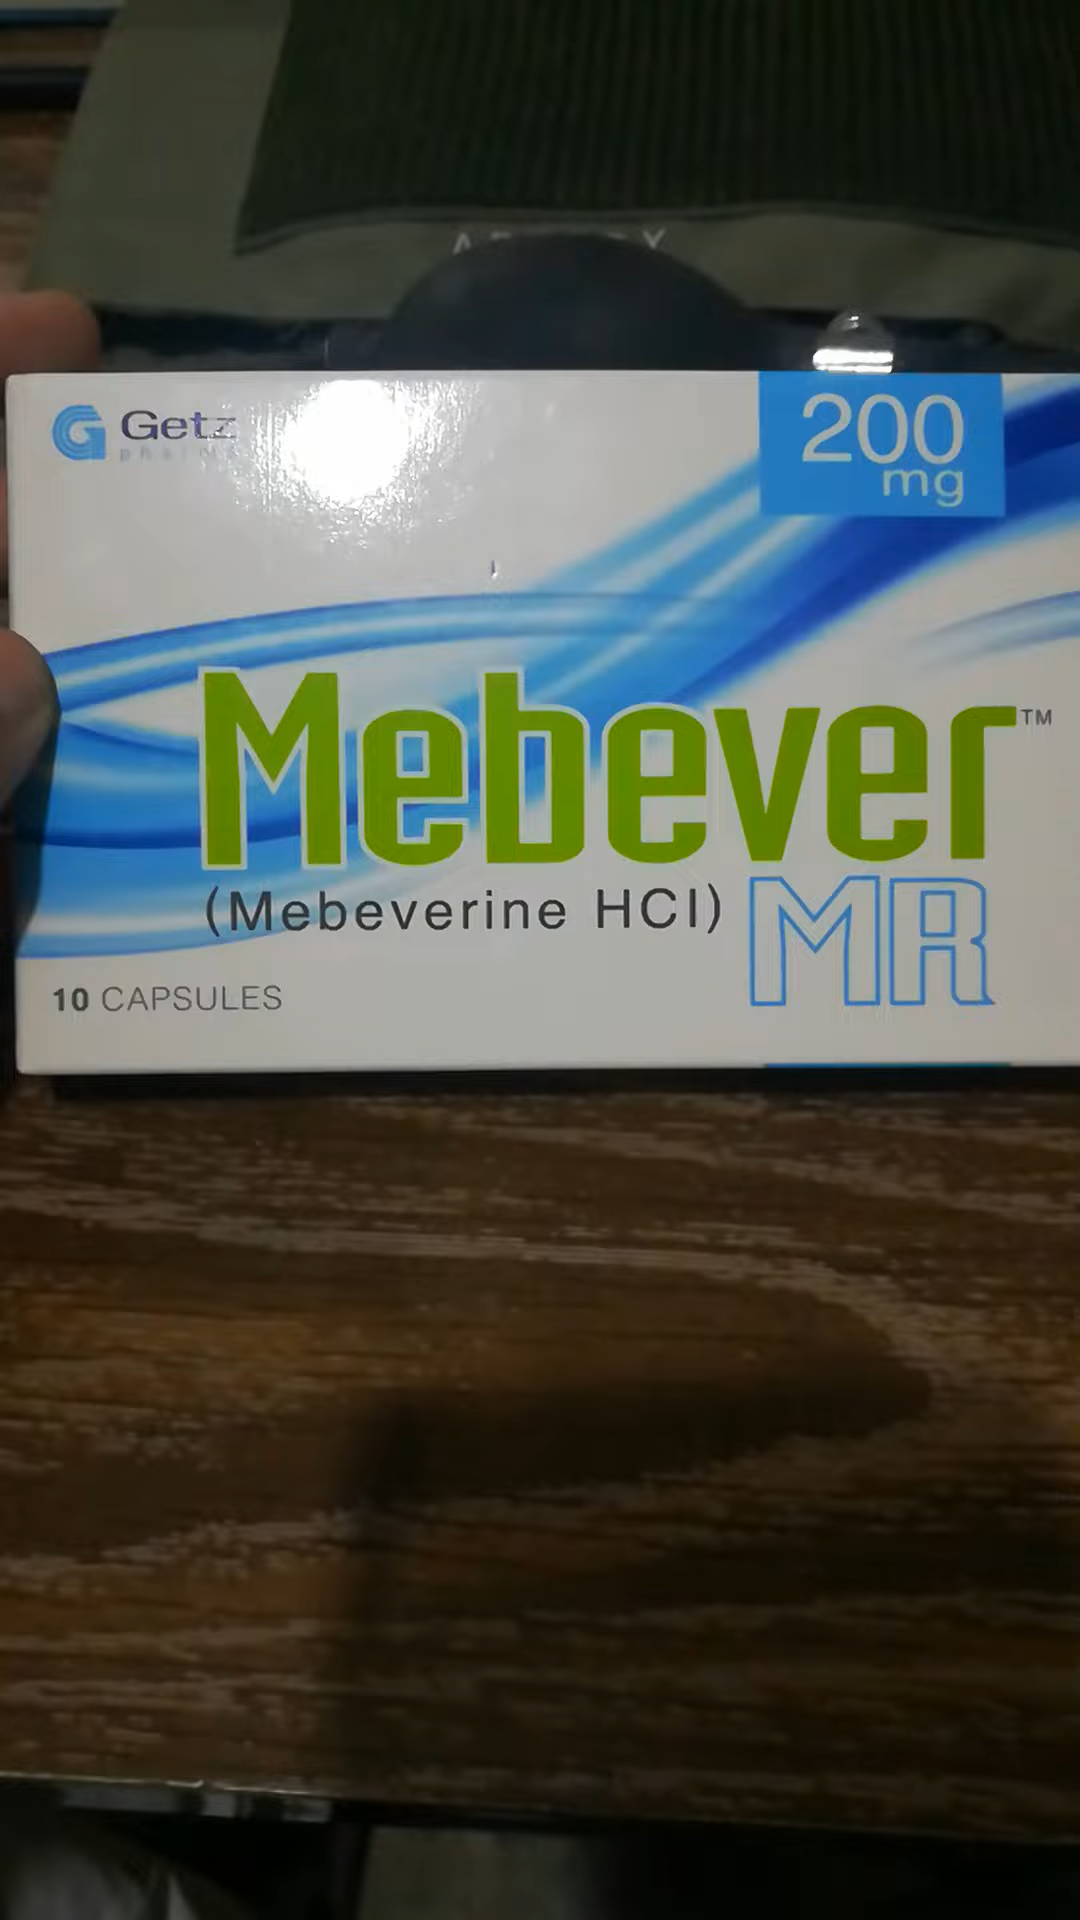 Getz
pharma
200
mg
Mebever™
(Mebeverine HCl)
MR
10 CAPSULES